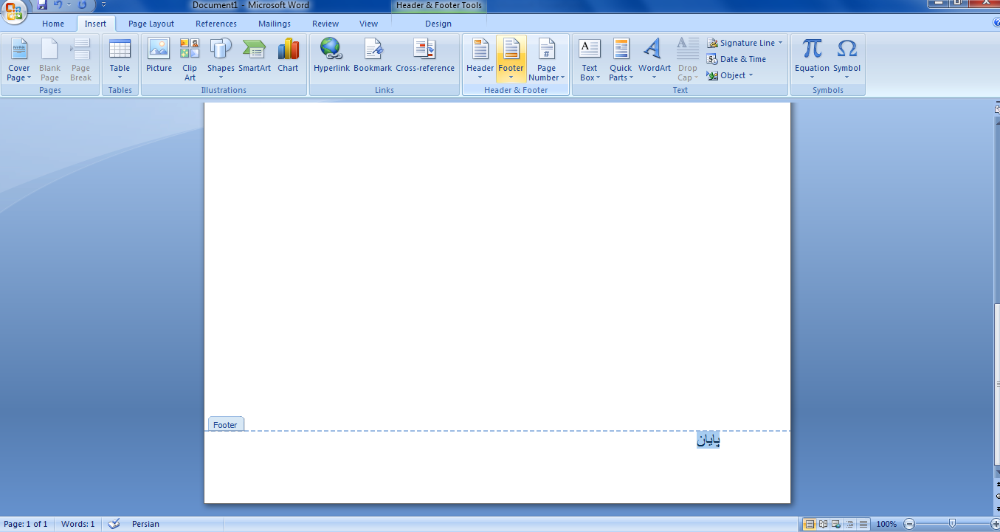 Document1 - Microsoft Word
Header & Footer Tools
Home Insert Page Layout References Mailings Review View Design
Cover Page
Blank Page
Page Break
Pages
Table
Tables
Picture
Clip Art
Shapes
SmartArt
Chart
Illustrations
Hyperlink
Bookmark
Cross-reference
Links
Header
Footer
Page Number
Header & Footer
Text Box
Quick Parts
WordArt
Drop Cap
Signature Line
Date & Time
Object
Text
Equation
Symbol
Symbols
Footer
پایان
Page: 1 of 1 Words: 1 Persian 100%